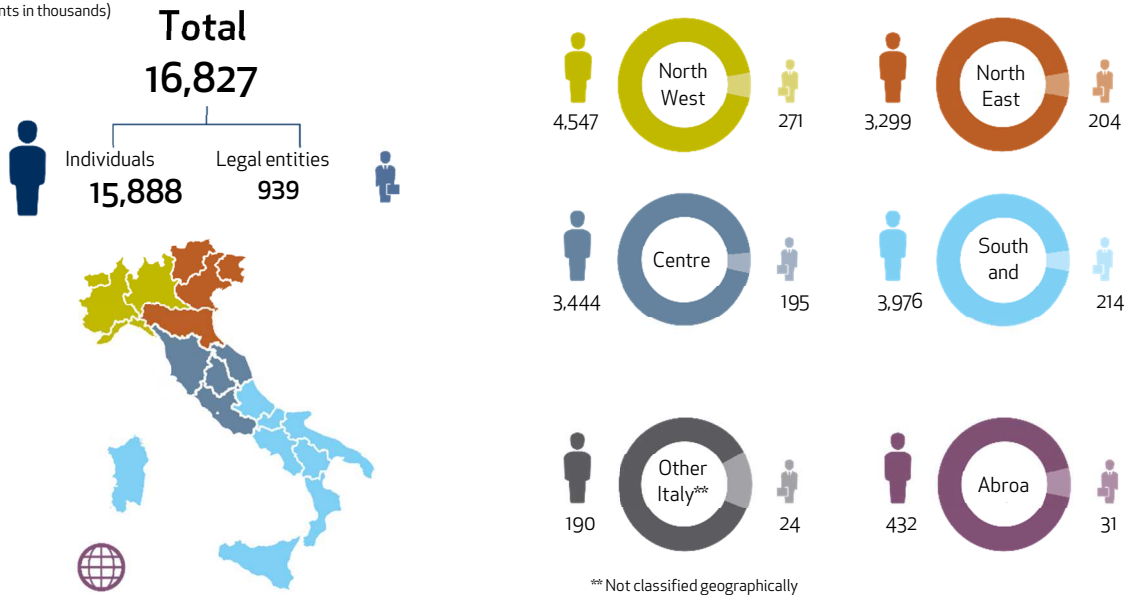 nts in thousands)
Total
16,827
Individuals
15,888
Legal entities
939
North
West
4,547
271
North
East
3,299
204
Centre
3,444
195
South
and
3,976
214
Other
Italy**
190
24
Abroa
432
31
** Not classified geographically